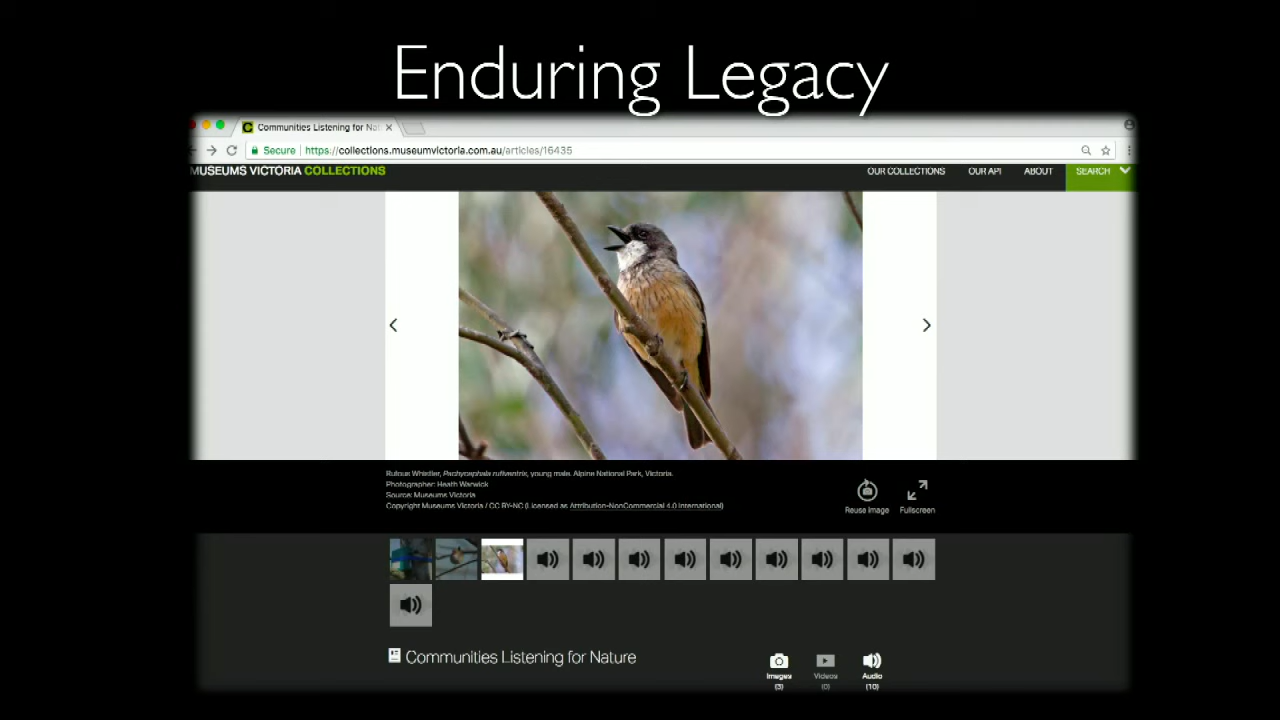 Enduring Legacy
Communities Listening for Nat
Secure https://collections.museumvictoria.com.au/articles/16435
MUSEUMS VICTORIA COLLECTIONS
OUR COLLECTIONS OUR API ABOUT SEARCH
Rufous Whistler, Pachycephala rufiventris, young male. Alpine National Park, Victoria.
Photographer: Heath Warwick
Source: Museums Victoria
Copyright Museums Victoria / CC BY-NC (Licensed as Attribution-NonCommercial 4.0 International)
Reuse Image Fullscreen
Communities Listening for Nature
Images Videos Audio
(3) (0) (10)